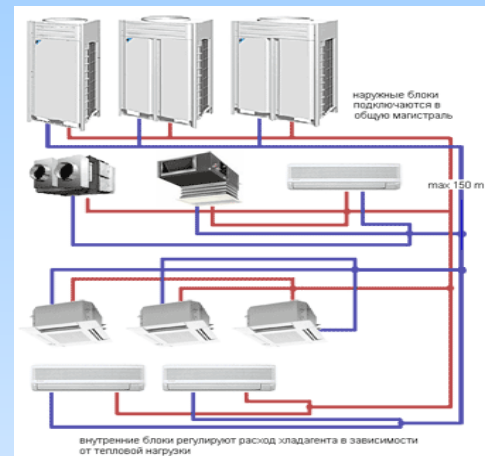 наружные блоки
подключаются в
общую магистраль
max 150 m
внутренние блоки регулируют расход хладагента в зависимости
от тепловой нагрузки